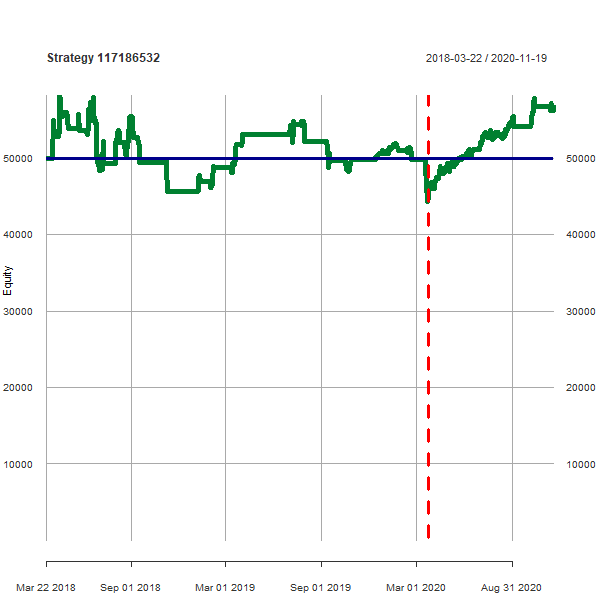 Strategy 117186532
2018-03-22 / 2020-11-19
50000
50000
40000
40000
Equity
30000
30000
20000
20000
10000
10000
Mar 22 2018
Sep 01 2018
Mar 01 2019
Sep 01 2019
Mar 01 2020
Aug 31 2020